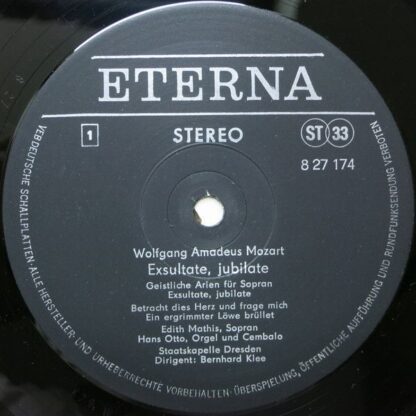 ETERNA
1
STEREO
ST 33
8 27 174
Wolfgang Amadeus Mozart
Exsultate, jubilate
Geistliche Arien für Sopran
Exsultate, jubilate
Betracht dies Herz und frage mich
Ein ergrimmter Löwe brüllet
Edith Mathis, Sopran
Hans Otto, Orgel und Cembalo
Staatskapelle Dresden
Dirigent: Bernhard Klee
VEB DEUTSCHE SCHALLPLATTEN · ALLE HERSTELLER- UND URHEBERRECHTE VORBEHALTEN · ÜBERSPIELUNG, ÖFFENTLICHE AUFFÜHRUNG UND RUNDFUNKSENDUNG VERBOTEN